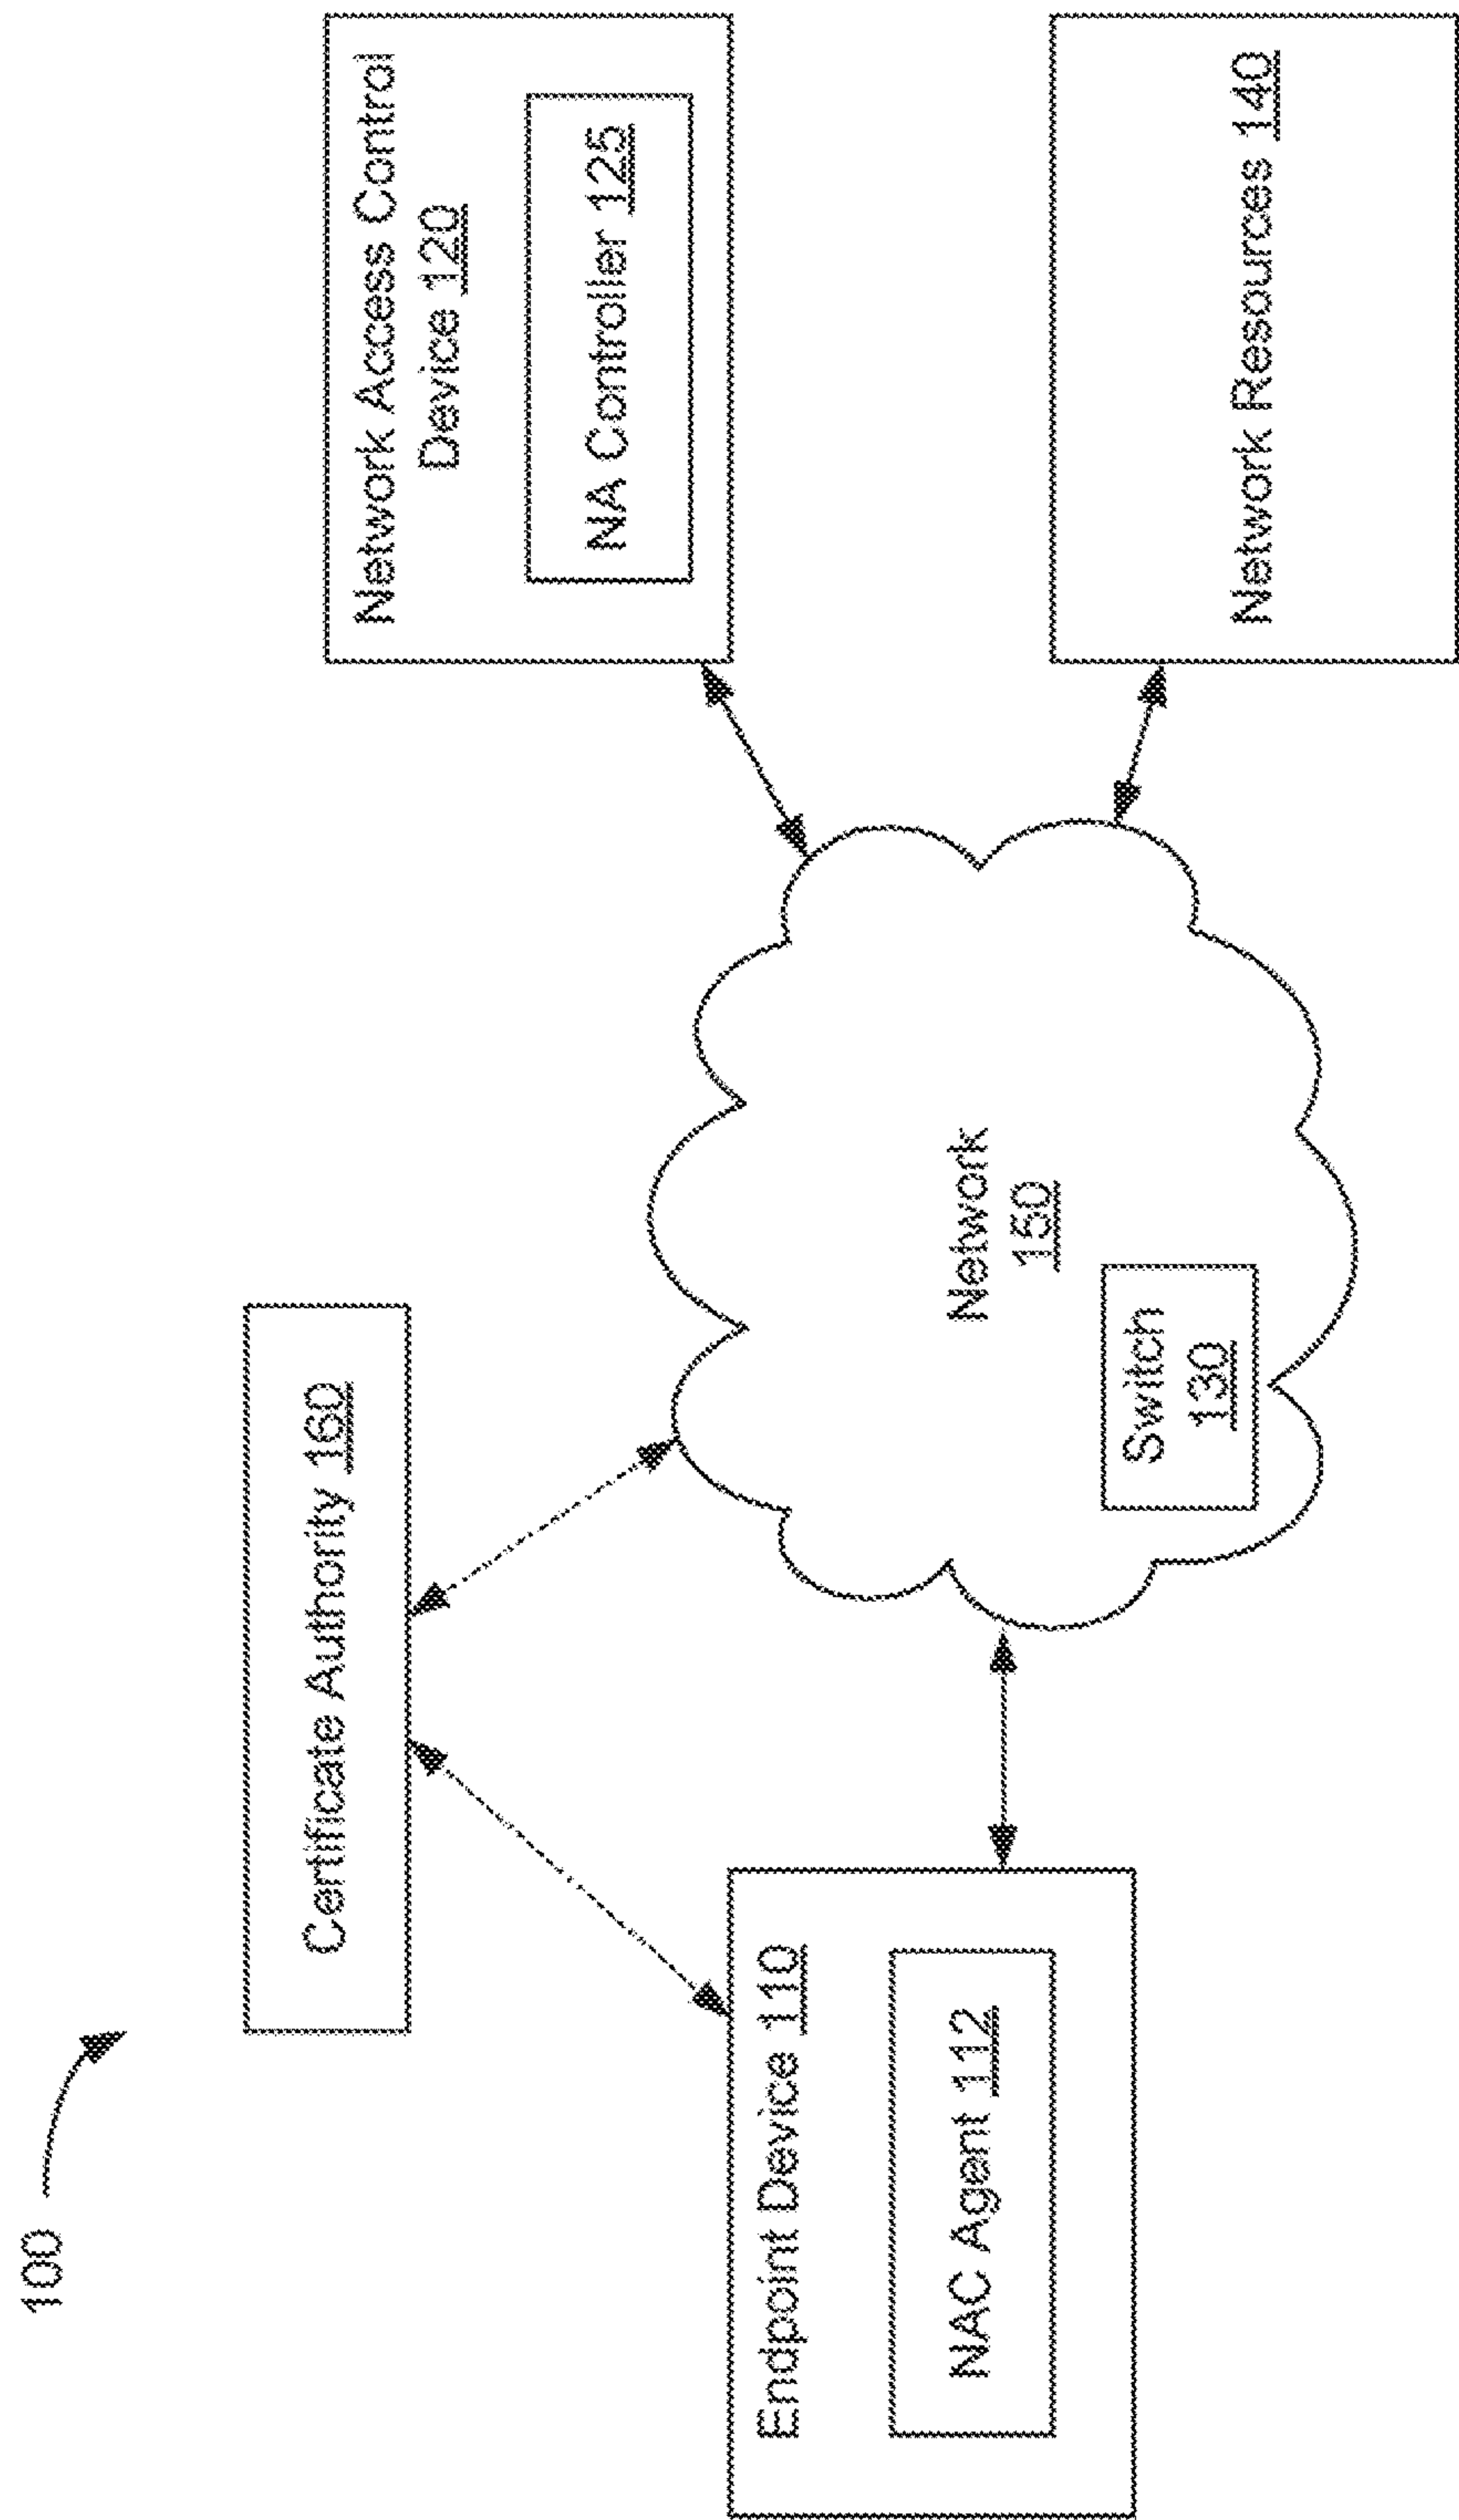 100
Certificate Authority 160
Endpoint Device 110
NAC Agent 112
Network
150
Switch
130
Network Access Control
Device 120
NA Controller 125
Network Resources 140